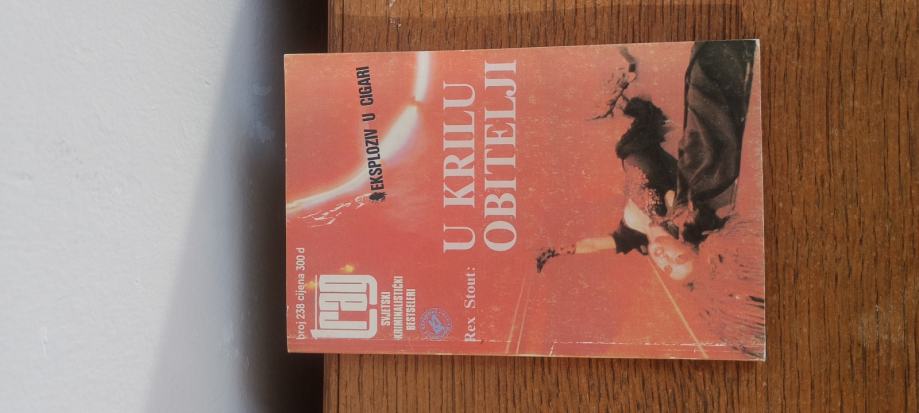 broj 238 cijena 300 d
trag
SVJETSKI
KRIMINALISTIČKI
BESTSELERI
EKSPLOZIV U CIGARI
Rex Stout:
U KRILU
OBITELJI